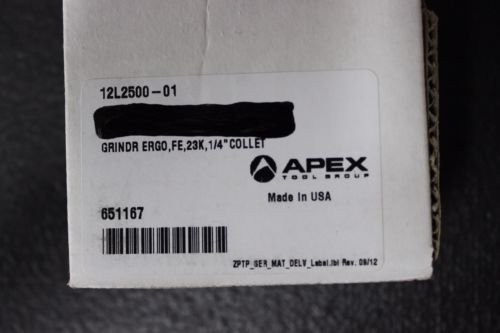 12L2500-01
GRINDR ERGO,FE,23K,1/4"COLLET
APEX
TOOL GROUP
Made In USA
651167
ZPTP_SER_MAT_DELV_Label.lbl Rev. 09/12